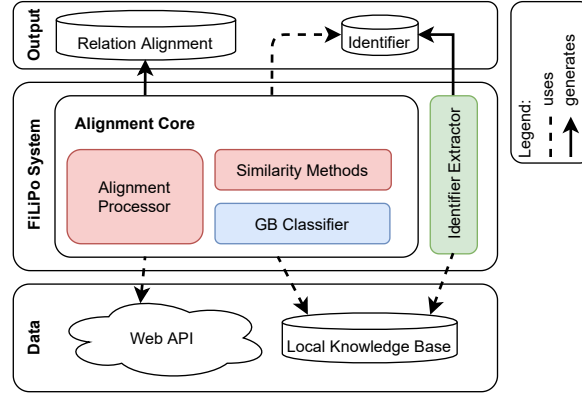 Output
Relation Alignment
Identifier
FiLiPo System
Alignment Core
Alignment
Processor
Similarity Methods
GB Classifier
Identifier Extractor
Data
Web API
Local Knowledge Base
Legend:
uses
generates